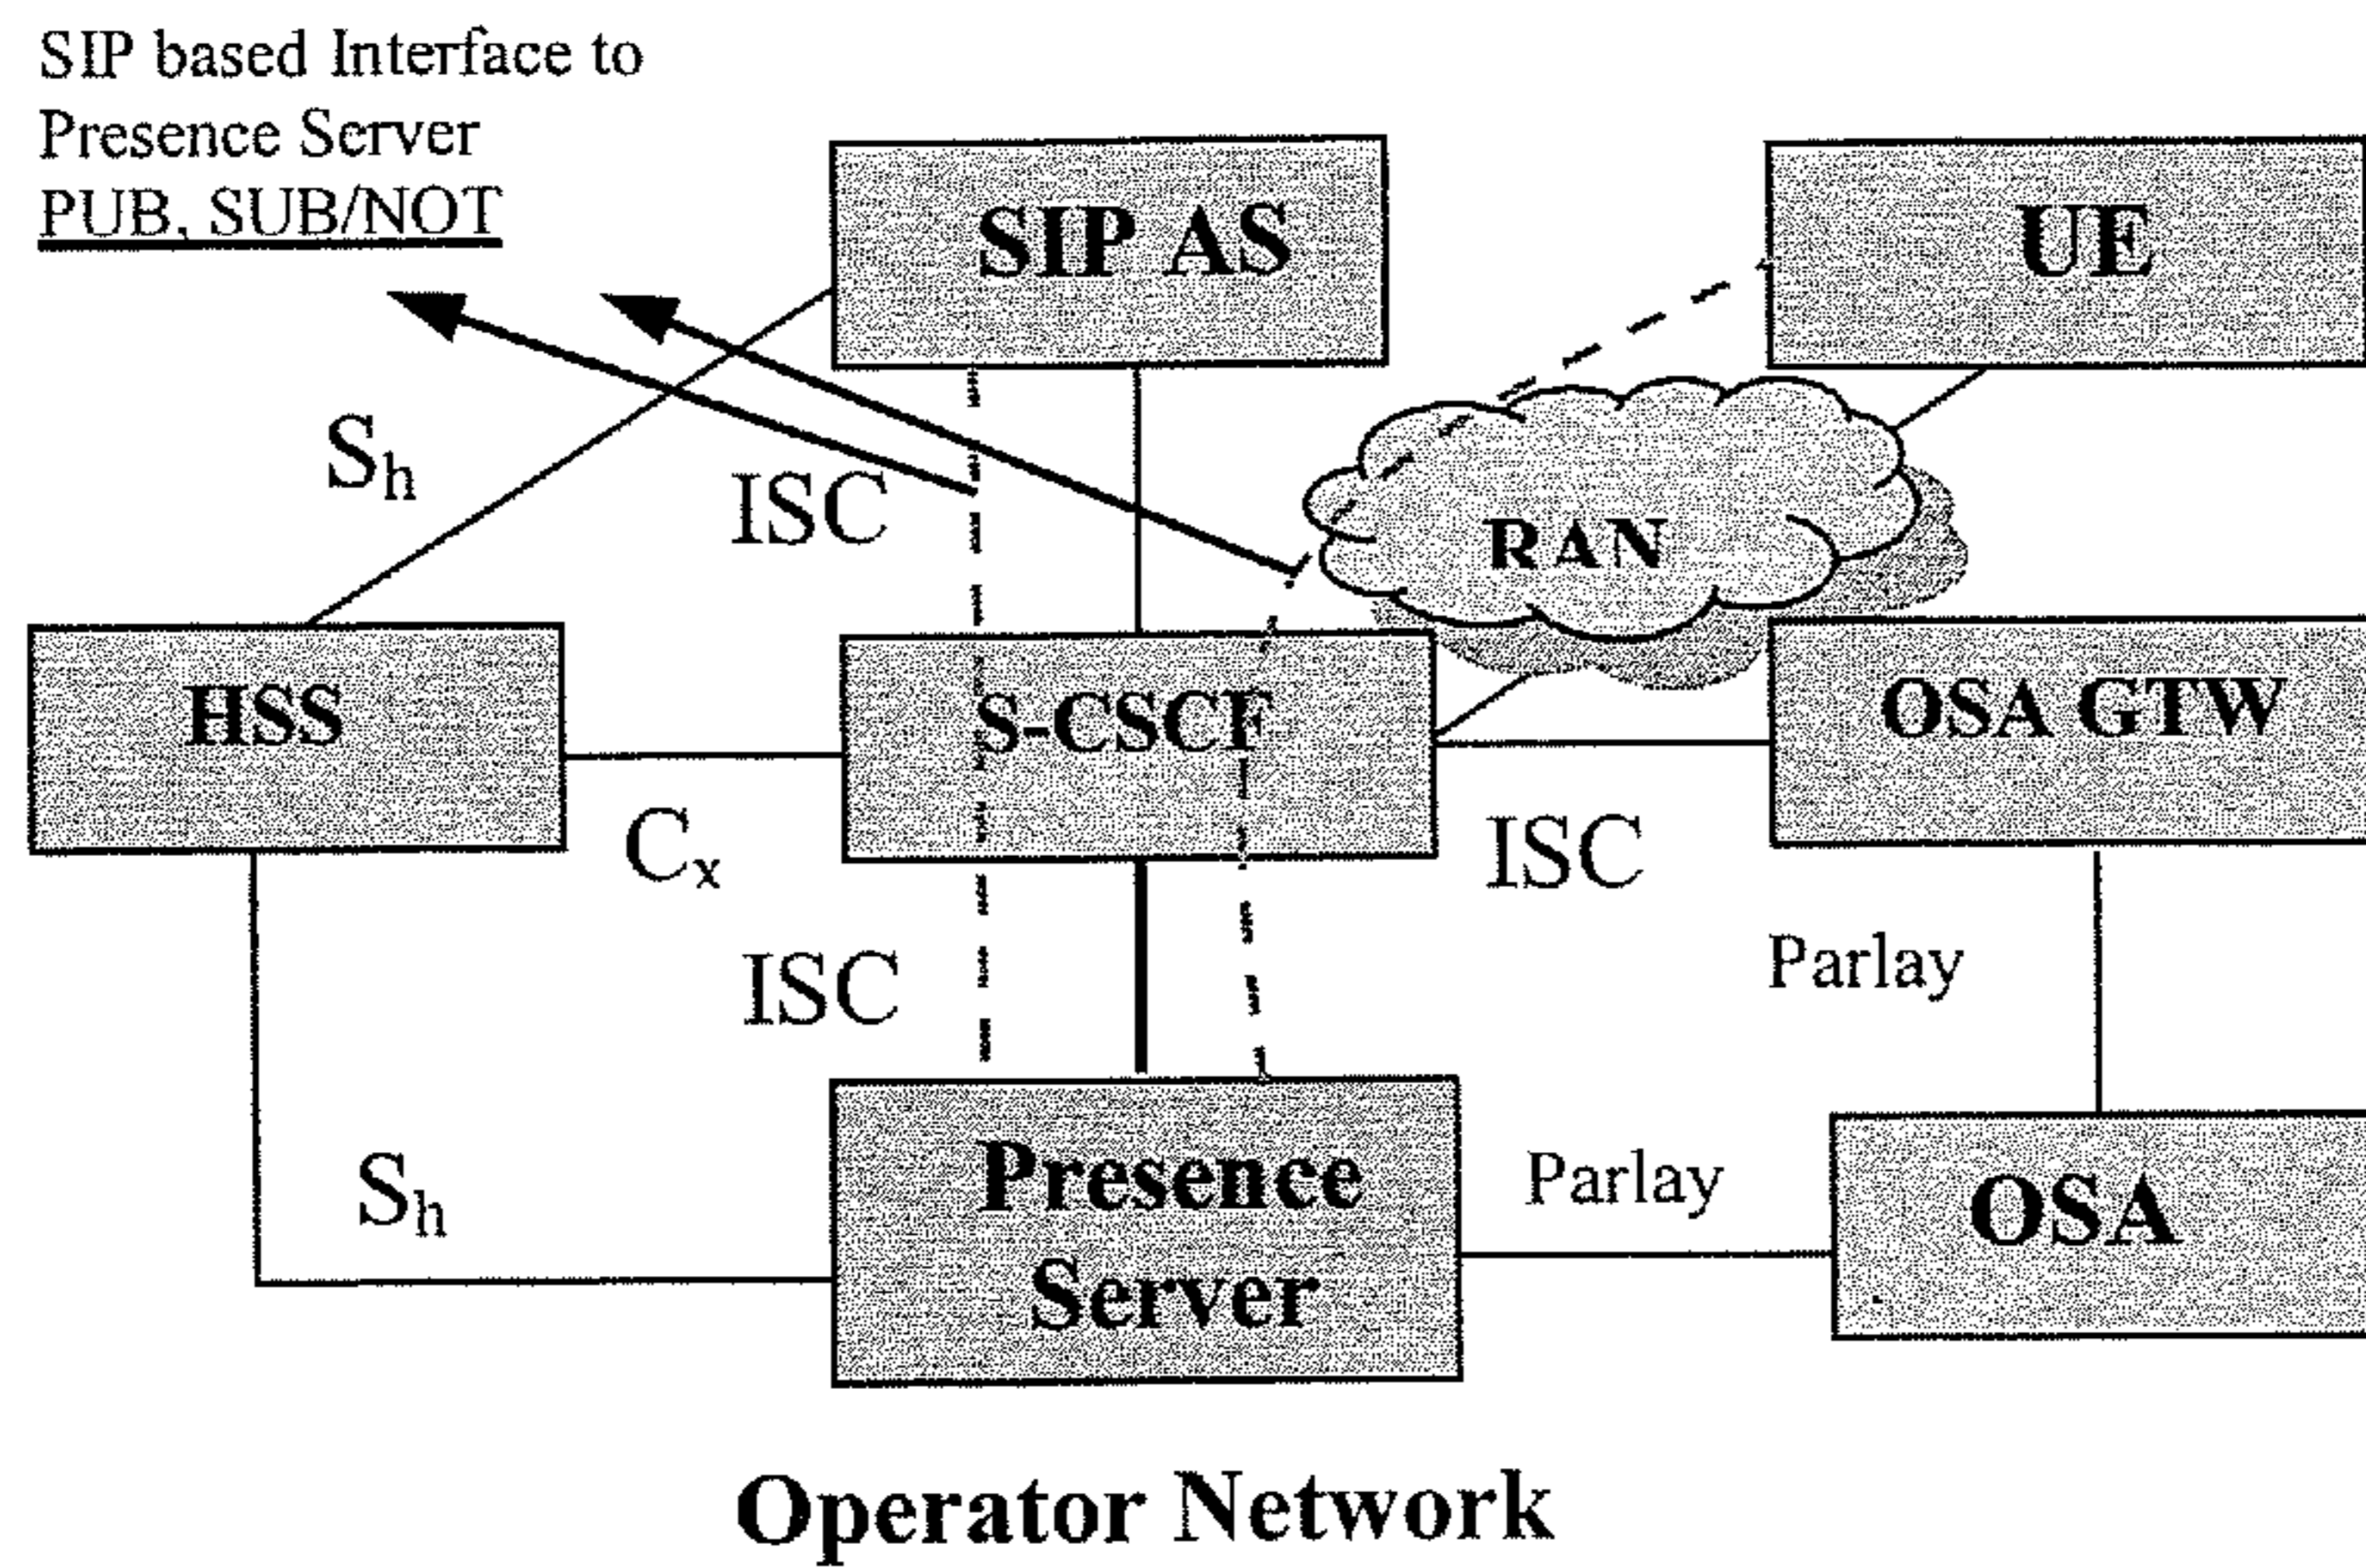 SIP based Interface to
Presence Server
PUB, SUB/NOT
SIP AS
UE
Sh
ISC
RAN
HSS
S-CSCF
OSA GTW
Cx
ISC
ISC
Parlay
Sh
Presence
Server
Parlay
OSA
Operator Network